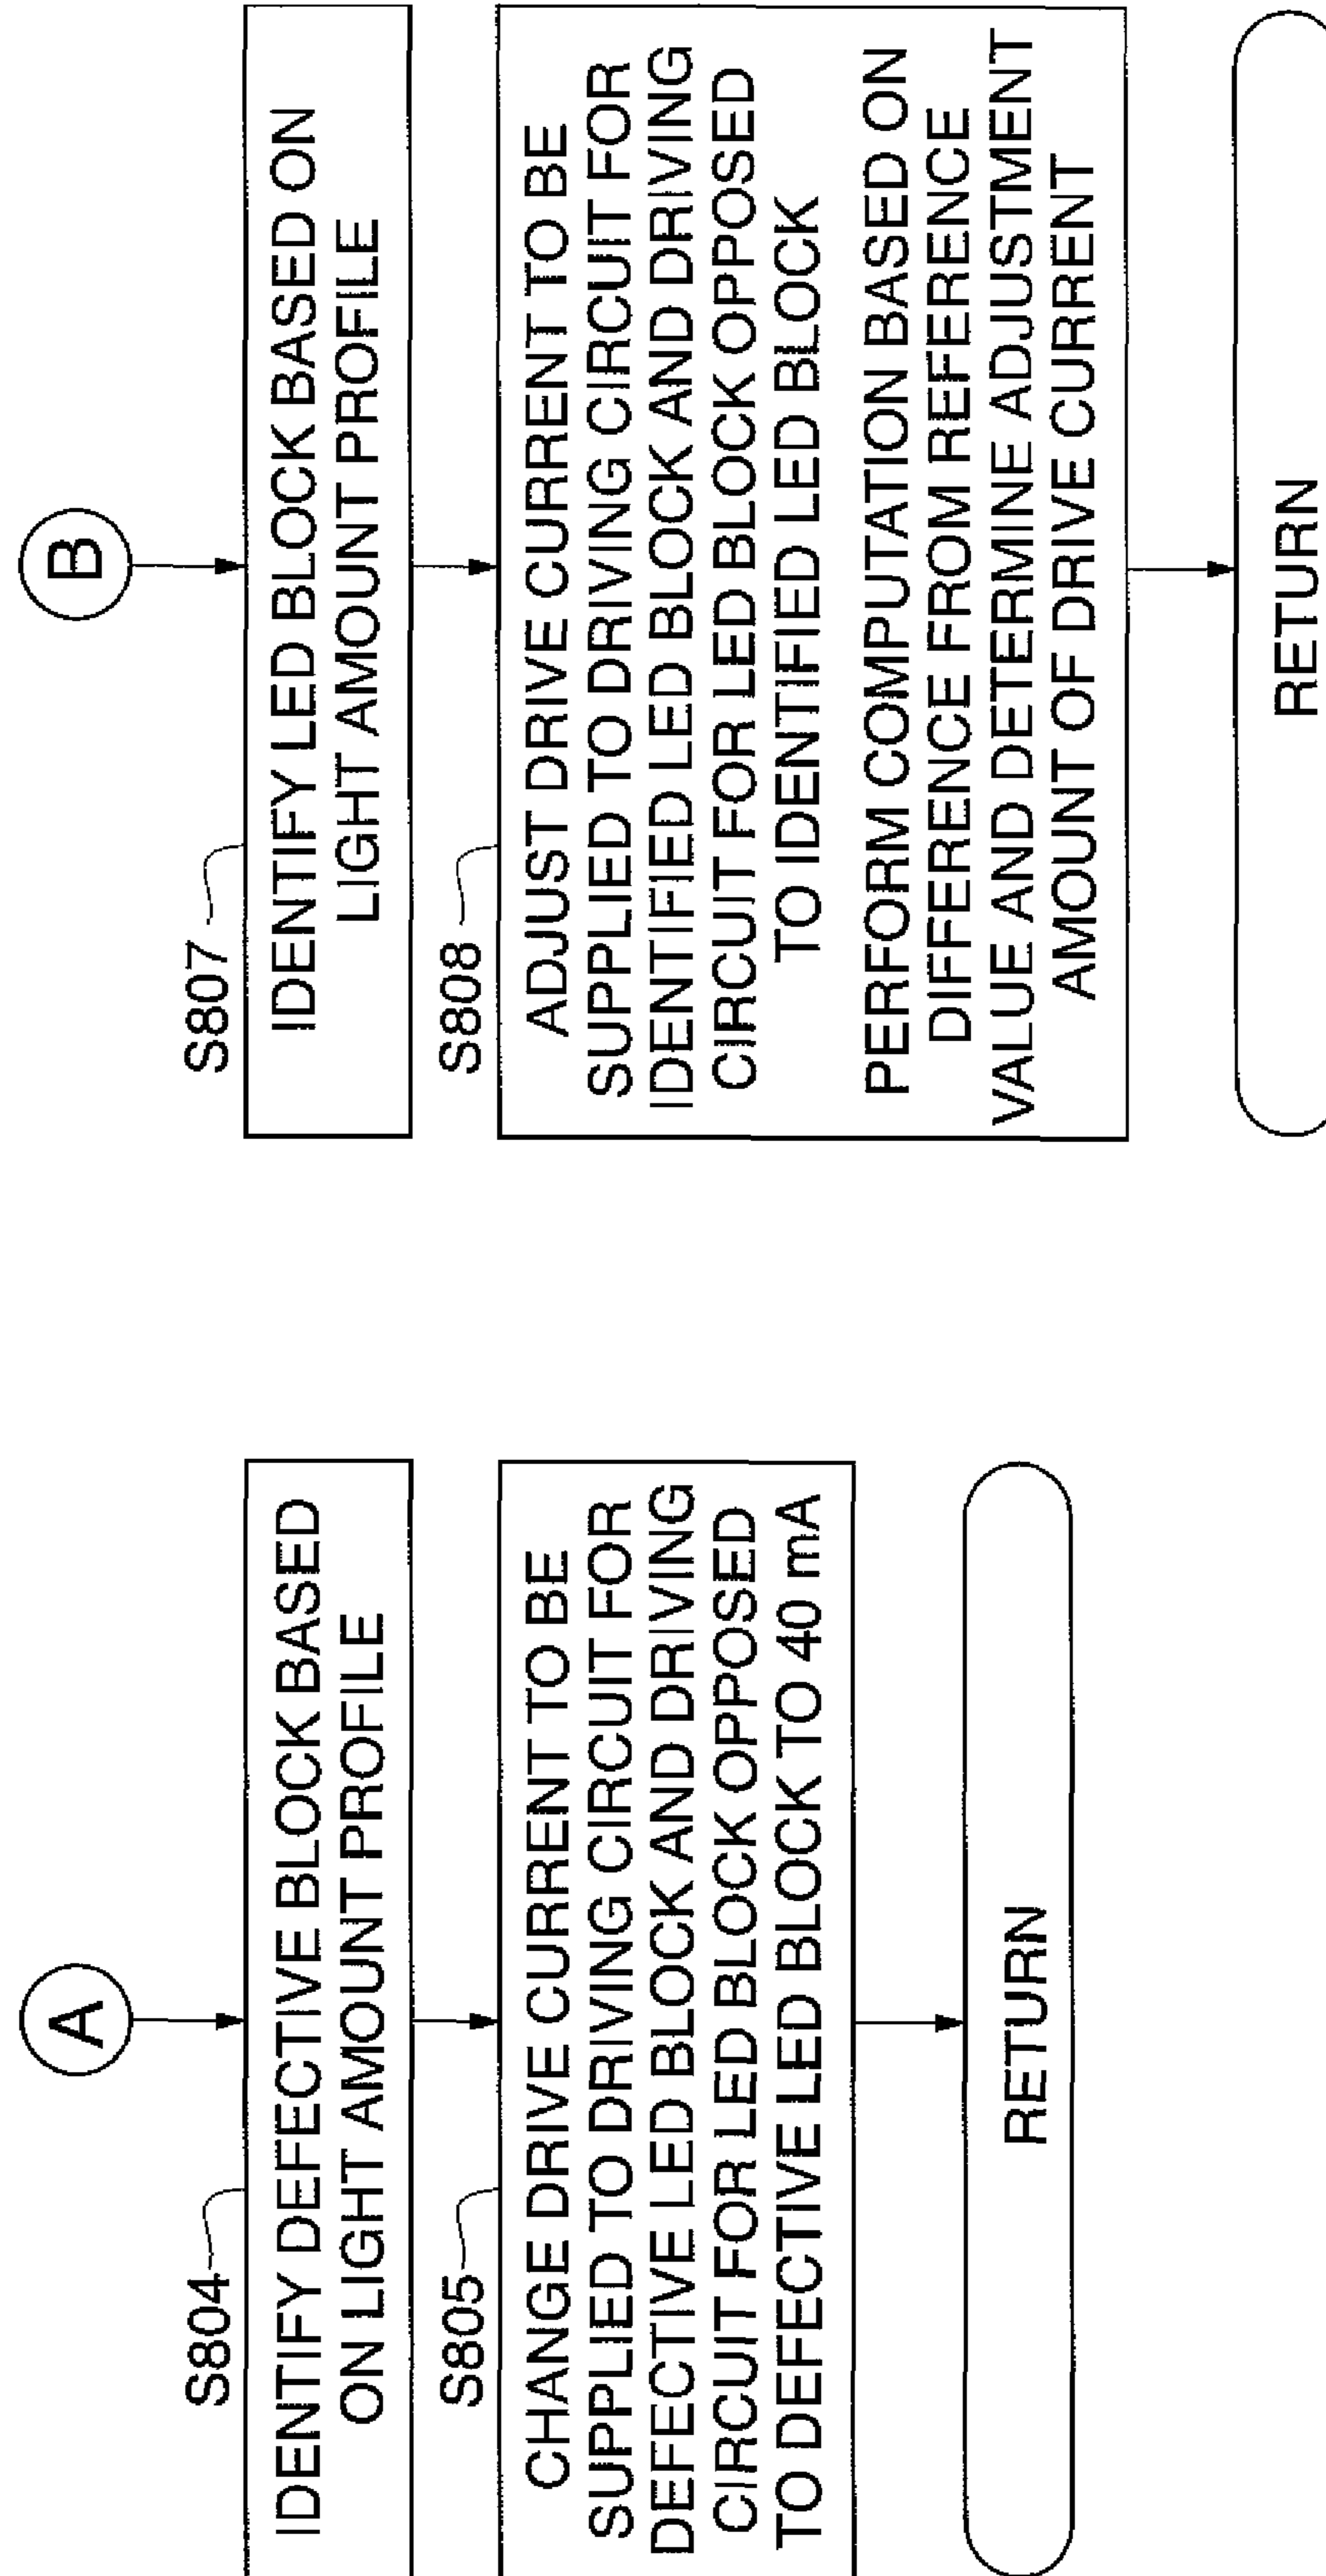 A
S804
IDENTIFY DEFECTIVE BLOCK BASED
ON LIGHT AMOUNT PROFILE
S805
CHANGE DRIVE CURRENT TO BE
SUPPLIED TO DRIVING CIRCUIT FOR
DEFECTIVE LED BLOCK AND DRIVING
CIRCUIT FOR LED BLOCK OPPOSED
TO DEFECTIVE LED BLOCK TO 40 mA
RETURN
B
S807
IDENTIFY LED BLOCK BASED ON
LIGHT AMOUNT PROFILE
S808
ADJUST DRIVE CURRENT TO BE
SUPPLIED TO DRIVING CIRCUIT FOR
IDENTIFIED LED BLOCK AND DRIVING
CIRCUIT FOR LED BLOCK OPPOSED
TO IDENTIFIED LED BLOCK
PERFORM COMPUTATION BASED ON
DIFFERENCE FROM REFERENCE
VALUE AND DETERMINE ADJUSTMENT
AMOUNT OF DRIVE CURRENT
RETURN